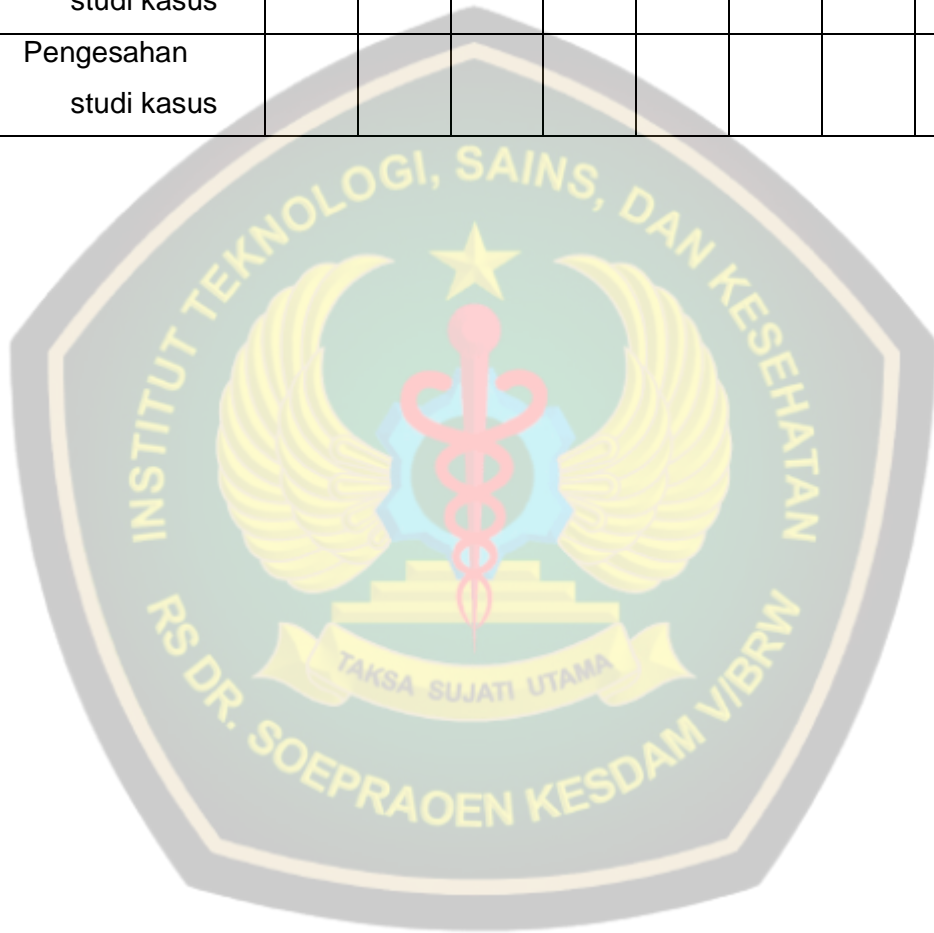 studi kasus
Pengesahan
studi kasus
INSTITUT TEKNOLOGI, SAINS, DAN KESEHATAN
TAKSA SUJATI UTAMA
RS DR. SOEPRAOEN KESDAM V/BRW